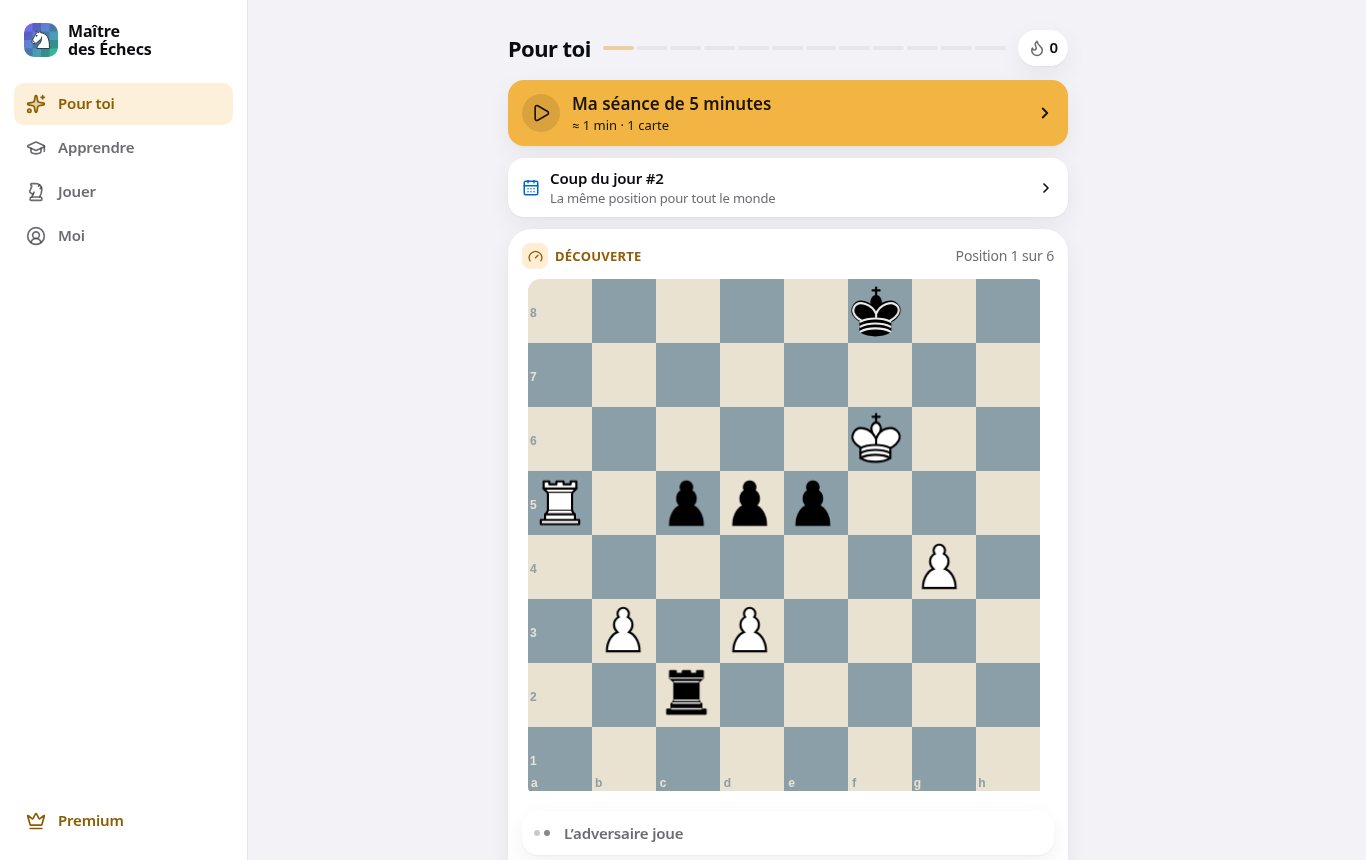 Maître
des Échecs
Pour toi
Apprendre
Jouer
Moi
Premium
Pour toi
0
Ma séance de 5 minutes
≈ 1 min · 1 carte
Coup du jour #2
La même position pour tout le monde
DÉCOUVERTE
Position 1 sur 6
8
7
6
5
4
3
2
1
a b c d e f g h
L’adversaire joue